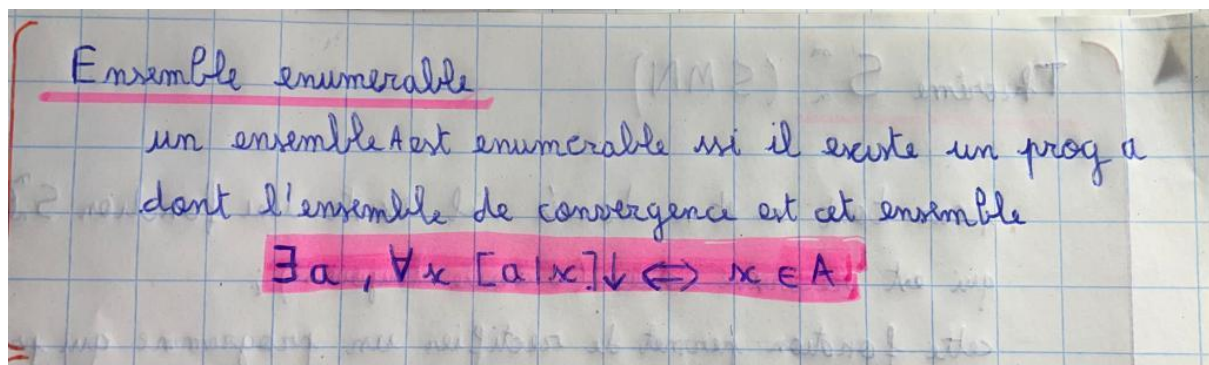 Ensemble enumerable
un ensemble A est enumerable ssi il existe un prog a
dont l'ensemble de convergence est cet ensemble
∃a, ∀x [a|x]↓ ⇔ x ∈ A